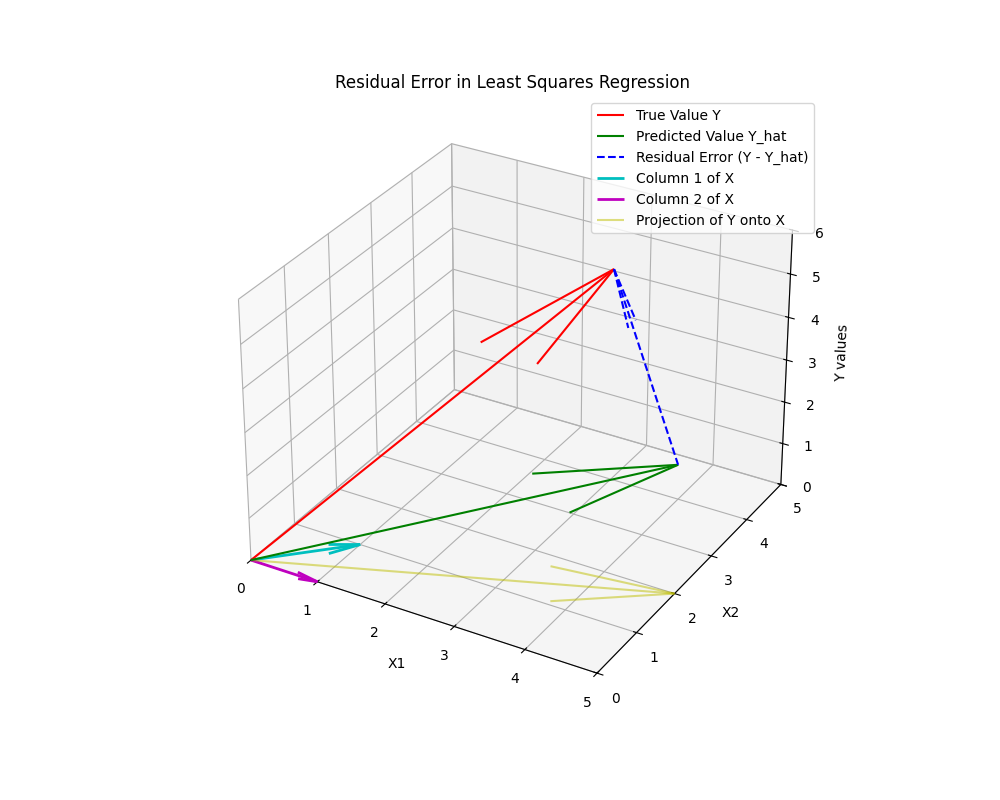 Residual Error in Least Squares Regression
True Value Y
Predicted Value Y_hat
Residual Error (Y - Y_hat)
Column 1 of X
Column 2 of X
Projection of Y onto X
6
5
4
3
2
1
0
Y values
5
4
3
2
1
0
X2
0
1
2
3
4
5
X1